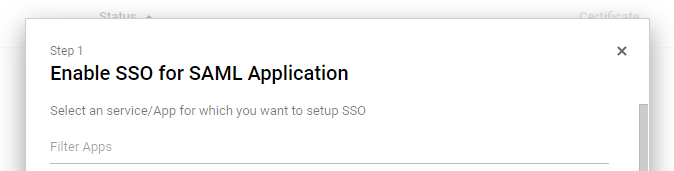 Status
Certificate
Step 1
Enable SSO for SAML Application
Select an service/App for which you want to setup SSO
Filter Apps